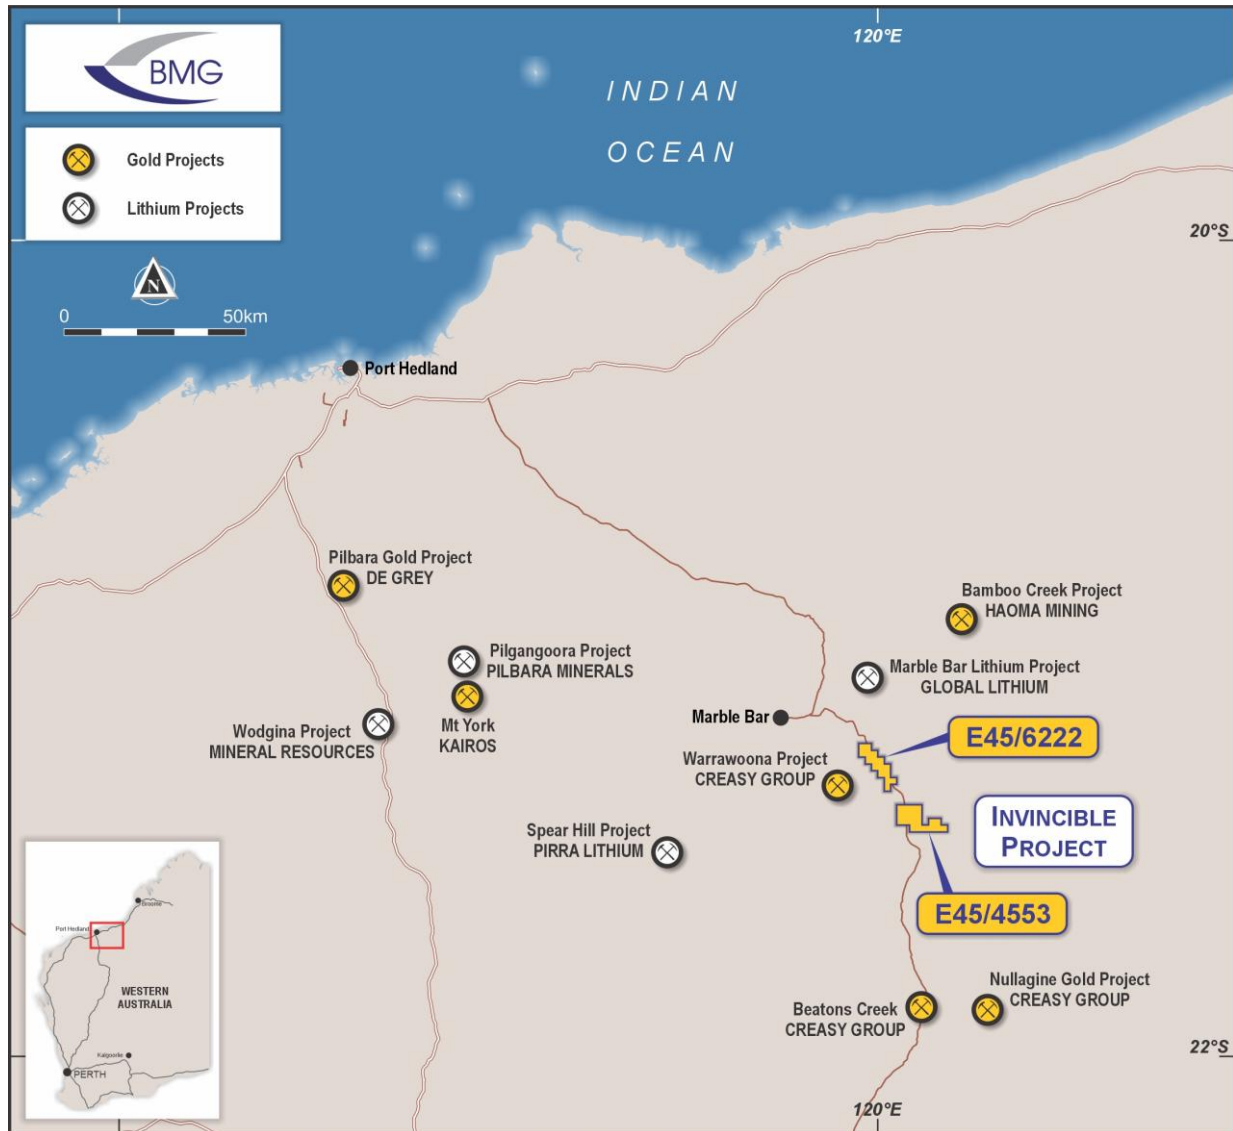 BMG
Gold Projects
Lithium Projects
N
0 50km
INDIAN
OCEAN
120°E
20°S
Port Hedland
Pilbara Gold Project
DE GREY
Pilgangoora Project
PILBARA MINERALS
Mt York
KAIROS
Wodgina Project
MINERAL RESOURCES
Bamboo Creek Project
HAOMA MINING
Marble Bar Lithium Project
GLOBAL LITHIUM
Marble Bar
E45/6222
Warrawoona Project
CREASY GROUP
INVINCIBLE
PROJECT
Spear Hill Project
PIRRA LITHIUM
E45/4553
Nullagine Gold Project
CREASY GROUP
Beatons Creek
CREASY GROUP
22°S
120°E
Broome
Port Hedland
WESTERN
AUSTRALIA
Kalgoorlie
PERTH